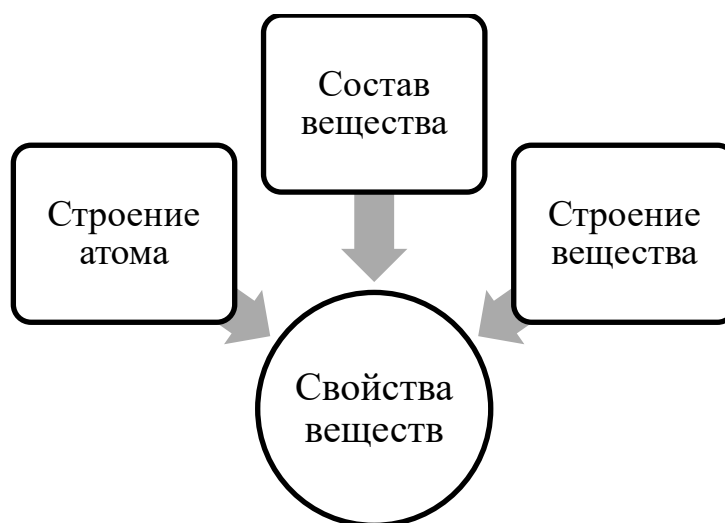 Состав
вещества
Строение
атома
Строение
вещества
Свойства
веществ